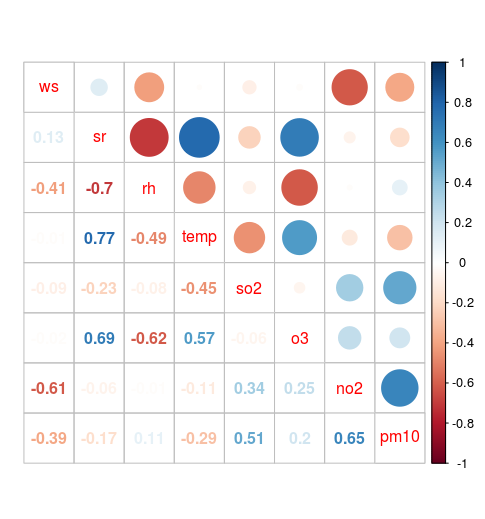 ws
0.13 sr
-0.41 -0.7 rh
0.77 -0.49 temp
-0.09 -0.23 -0.08 -0.45 so2
0.69 -0.62 0.57 -0.06 o3
-0.61 -0.06 -0.11 0.34 0.25 no2
-0.39 -0.17 0.11 -0.29 0.51 0.2 0.65 pm10
1
0.8
0.6
0.4
0.2
0
-0.2
-0.4
-0.6
-0.8
-1